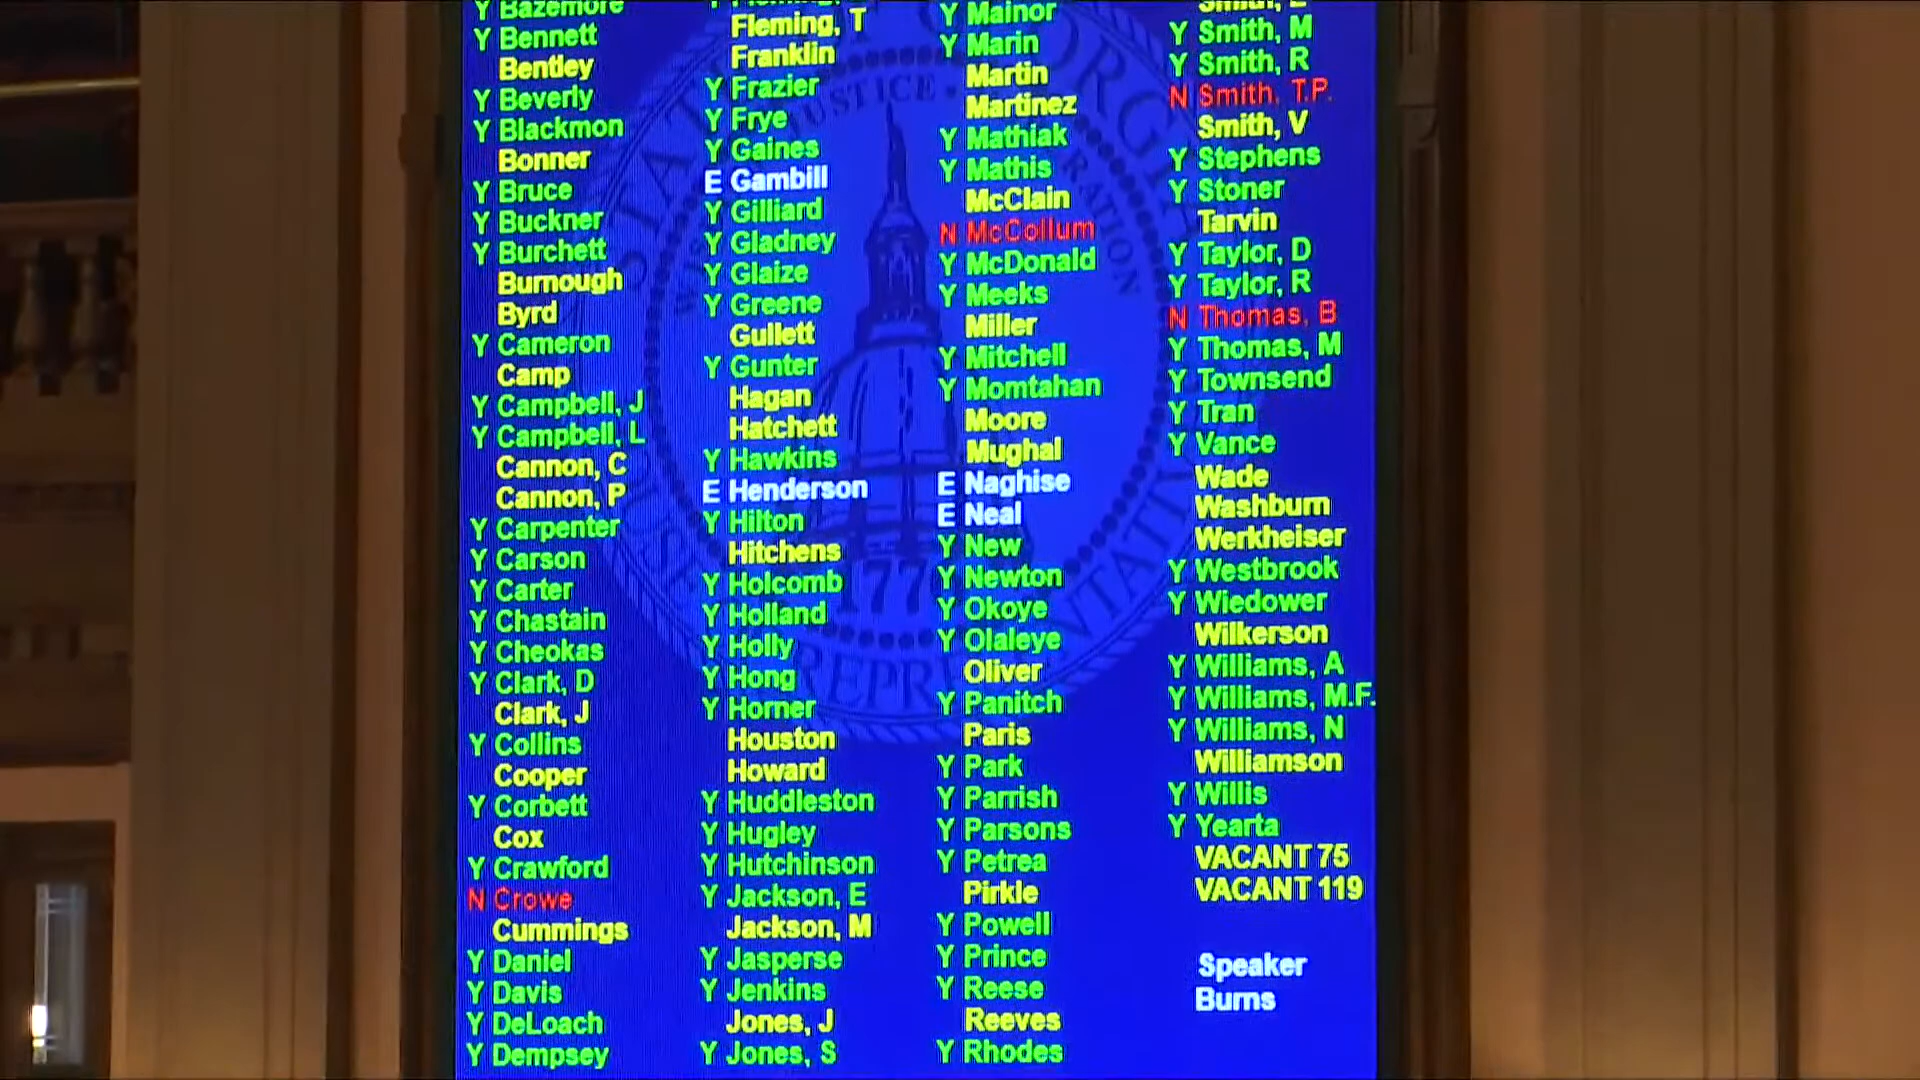 Y Bazemore
Y Bennett
Bentley
Y Beverly
Y Blackmon
Bonner
Y Bruce
Y Buckner
Y Burchett
Burnough
Byrd
Y Cameron
Camp
Y Campbell, J
Y Campbell, L
Cannon, C
Cannon, P
Y Carpenter
Y Carson
Y Carter
Y Chastain
Y Cheokas
Y Clark, D
Clark, J
Y Collins
Cooper
Y Corbett
Cox
Y Crawford
N Crowe
Cummings
Y Daniel
Y Davis
Y DeLoach
Y Dempsey
Fleming, T
Franklin
Y Frazier
Y Frye
Y Gaines
E Gambill
Y Gilliard
Y Gladney
Y Glaize
Y Greene
Gullett
Y Gunter
Hagan
Hatchett
Y Hawkins
E Henderson
Y Hilton
Hitchens
Y Holcomb
Y Holland
Y Holly
Y Hong
Y Horner
Houston
Howard
Y Huddleston
Y Hugley
Y Hutchinson
Y Jackson, E
Jackson, M
Y Jasperse
Y Jenkins
Jones, J
Y Jones, S
Y Mainor
Y Marin
Martin
Martinez
Y Mathiak
Y Mathis
McClain
N McCollum
Y McDonald
Y Meeks
Miller
Y Mitchell
Y Momtahan
Moore
Mughal
E Naghise
E Neal
Y New
Y Newton
Y Okoye
Y Olaleye
Oliver
Y Panitch
Paris
Y Park
Y Parrish
Y Parsons
Y Petrea
Pirkle
Y Powell
Y Prince
Y Reese
Reeves
Y Rhodes
Y Smith, M
Y Smith, R
N Smith, T.P.
Smith, V
Y Stephens
Y Stoner
Tarvin
Y Taylor, D
Y Taylor, R
N Thomas, B
Y Thomas, M
Y Townsend
Y Tran
Y Vance
Wade
Washburn
Werkheiser
Y Westbrook
Y Wiedower
Wilkerson
Y Williams, A
Y Williams, M.F.
Y Williams, N
Williamson
Y Willis
Y Yearta
VACANT 75
VACANT 119
Speaker
Burns
JUSTICE